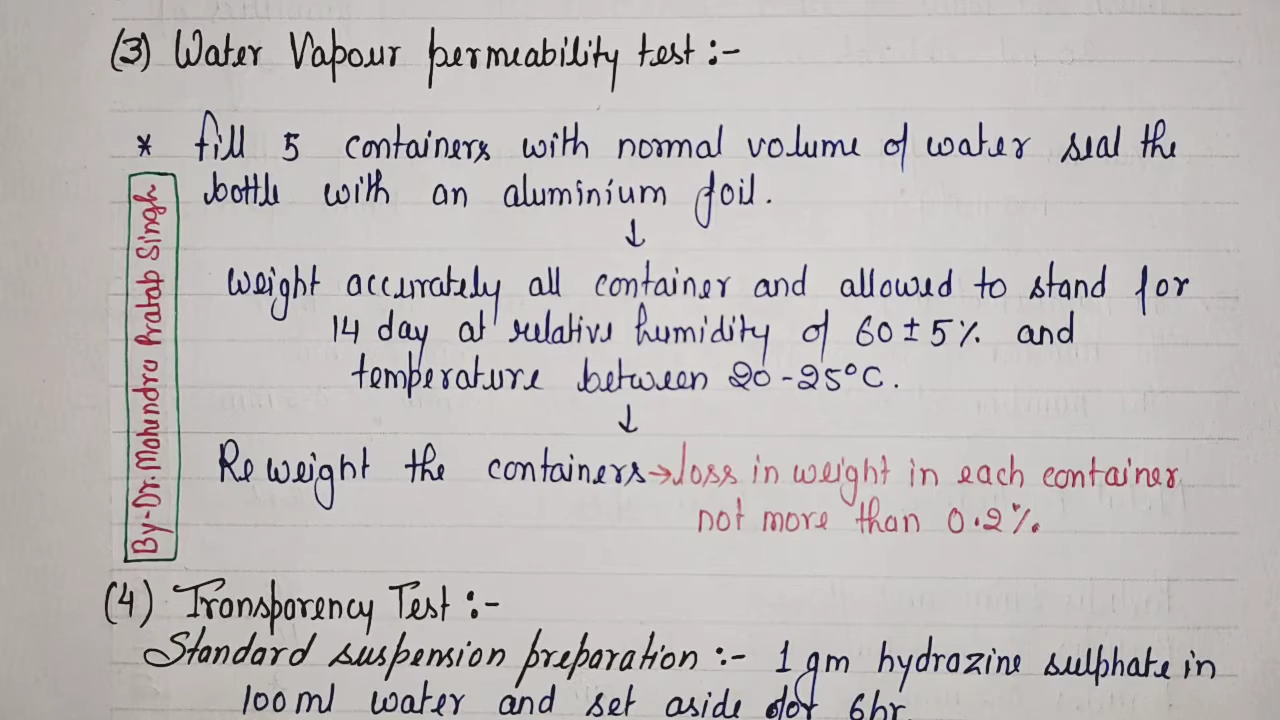 (3) Water Vapour permeability test :-
* fill 5 containers with normal volume of water seal the
bottle with an aluminium foil.
↓
Weight accurately all container and allowed to stand for
14 day at relative humidity of 60 ± 5% and
temperature between 20-25°C.
↓
Re weight the containers → loss in weight in each container
not more than 0.2%.
By-Dr. Mahendra Pratap Singh
(4) Transparency Test :-
Standard suspension preparation :- 1 gm hydrazine sulphate in
100 ml water and set aside for 6hr.